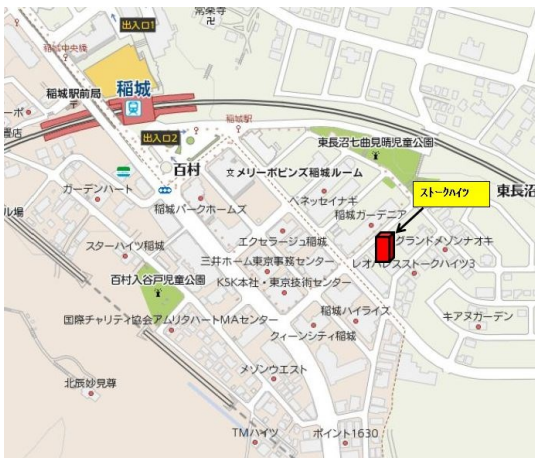 常楽寺
卍
出入口1
稲城中央橋
稲城駅前局
稲城
出入口2
稲城駅
東長沼七曲見晴児童公園
百村
メリーポピンズ稲城ルーム
ストークハイツ
東長沼
ガーデンハート
稲城パークホームズ
ベネッセイナギ
稲城ガーデニア
スターハイツ稲城
エクセラージュ稲城
グランドメゾンナオキ
三井ホーム東京事務センター
レオパレスストークハイツ3
百村入谷戸児童公園
KSK本社・東京技術センター
国際チャリティ協会アムリタハートMAセンター
稲城ハイライズ
キアヌガーデン
クィーンシティ稲城
メゾンウエスト
北辰妙見尊
TMハイツ
ポイント1630